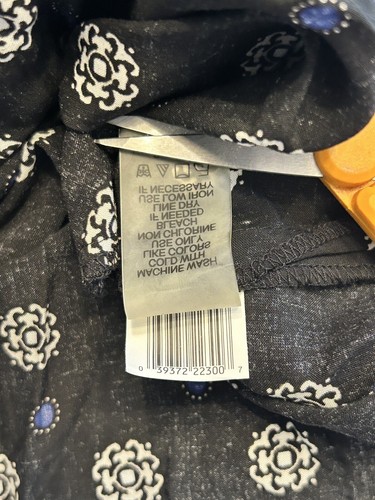 MACHINE WASH
COLD WITH
LIKE COLORS
USE ONLY
NON CHLORINE
BLEACH
IF NEEDED
LINE DRY
USE LOW IRON
IF NECESSARY
0 39372 22300 7